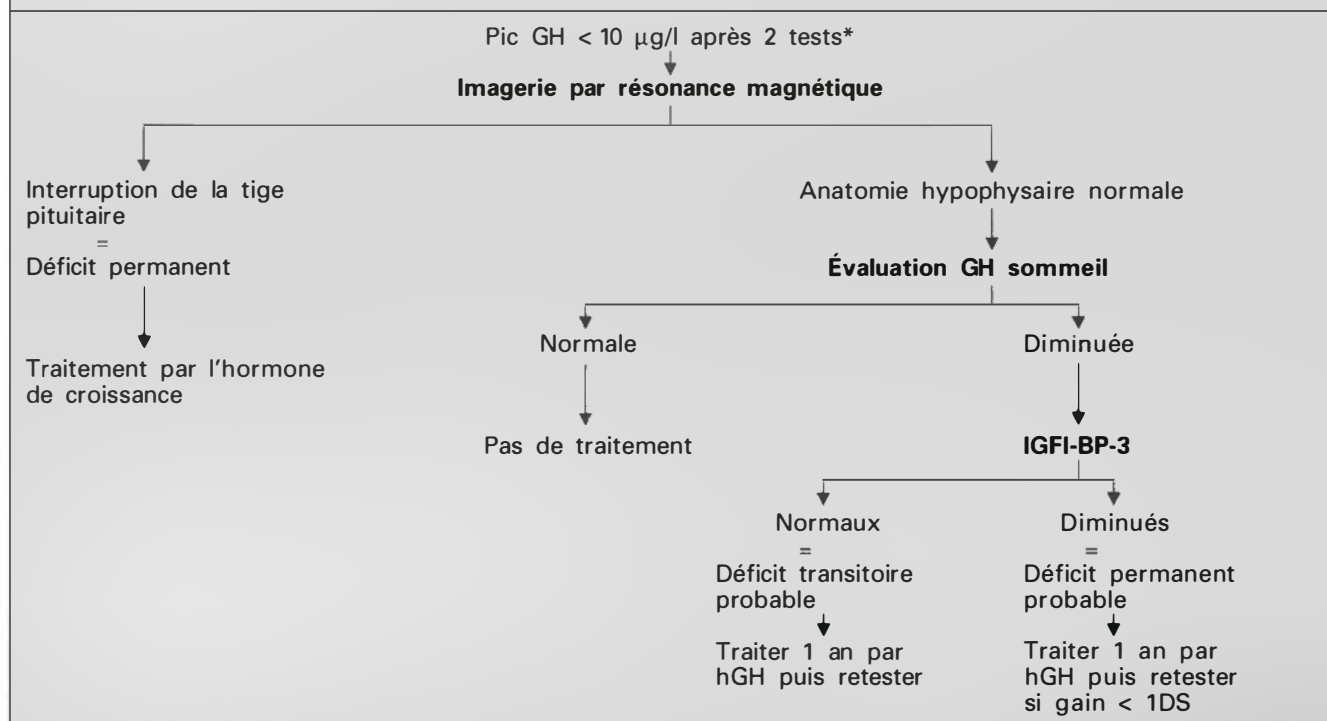 Pic GH < 10 µg/l après 2 tests*
Imagerie par résonance magnétique
Interruption de la tige
pituitaire
=
Déficit permanent
Traitement par l'hormone
de croissance
Anatomie hypophysaire normale
Évaluation GH sommeil
Normale
Pas de traitement
Diminuée
IGFI-BP-3
Normaux
=
Déficit transitoire
probable
Traiter 1 an par
hGH puis retester
Diminués
=
Déficit permanent
probable
Traiter 1 an par
hGH puis retester
si gain < 1DS